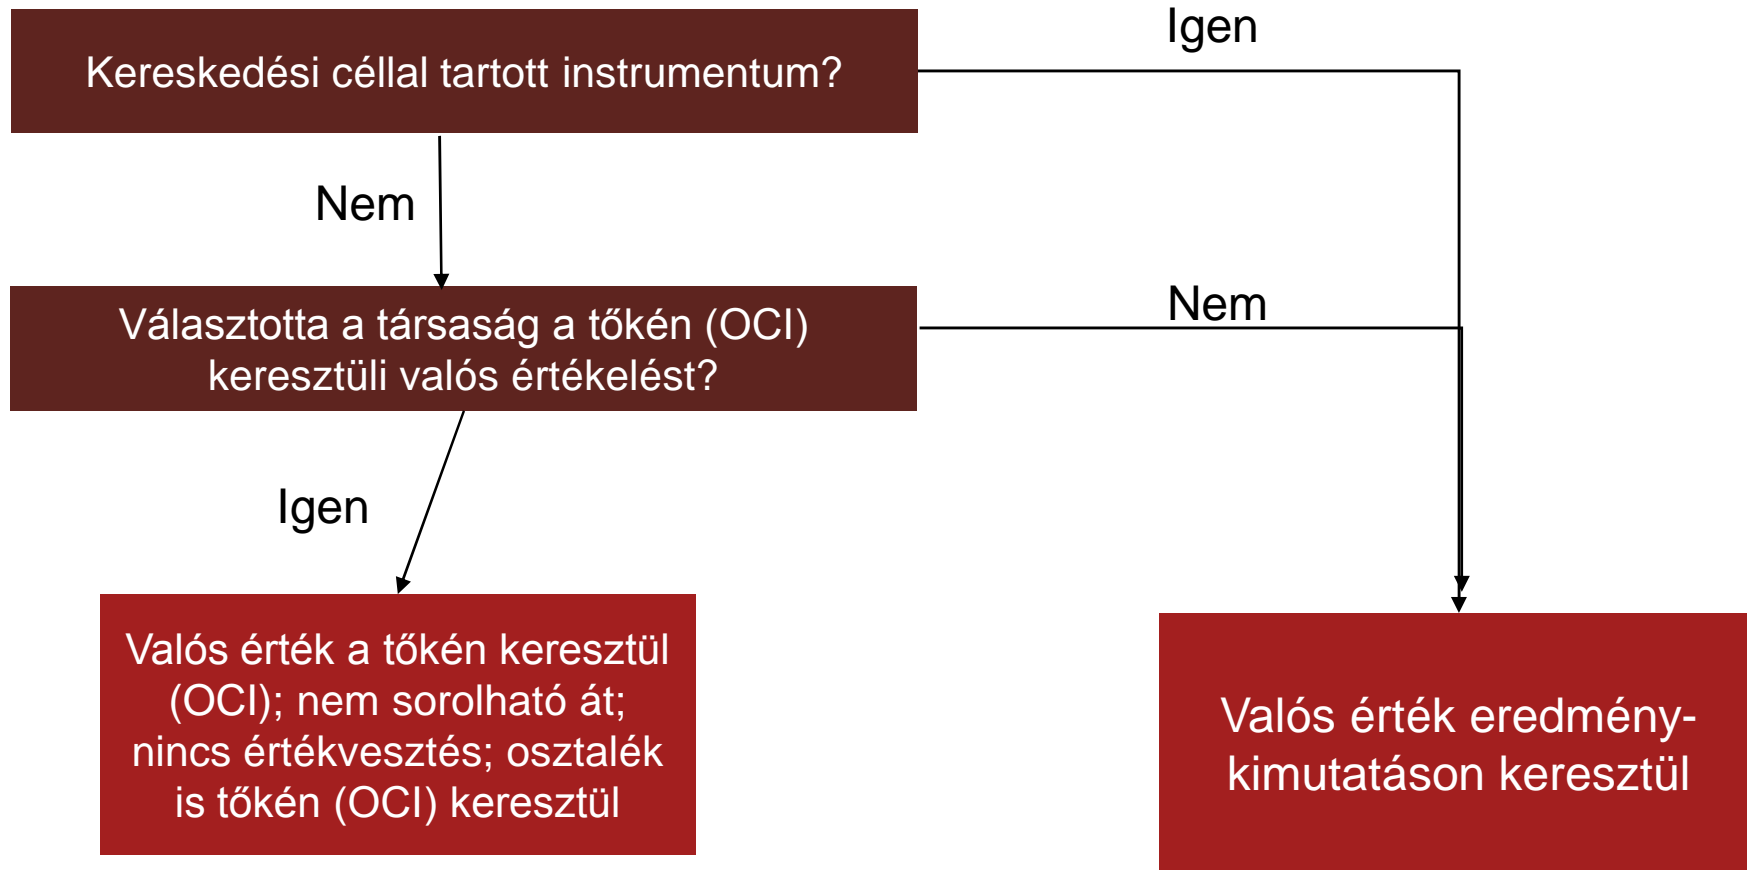 Igen
Kereskedési céllal tartott instrumentum?
Nem
Nem
Választotta a társaság a tőkén (OCI)
keresztüli valós értékelést?
Igen
Valós érték a tőkén keresztül
(OCI); nem sorolható át;
nincs értékvesztés; osztalék
is tőkén (OCI) keresztül
Valós érték eredmény-
kimutatáson keresztül